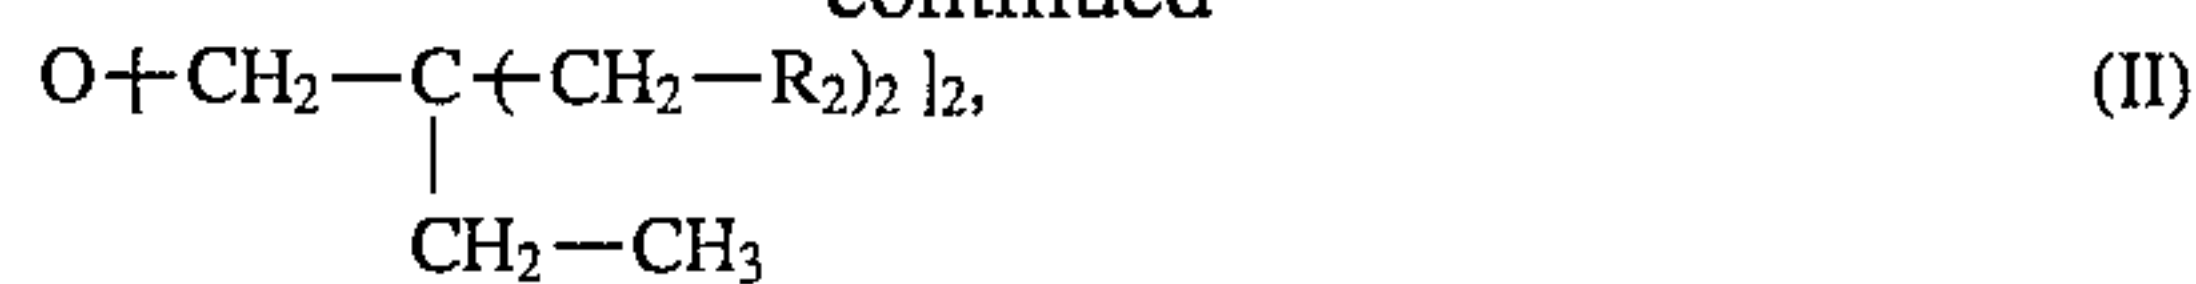 continued
O-[-CH₂—C-(-CH₂—R₂)₂ ]₂, (II)
CH₂—CH₃